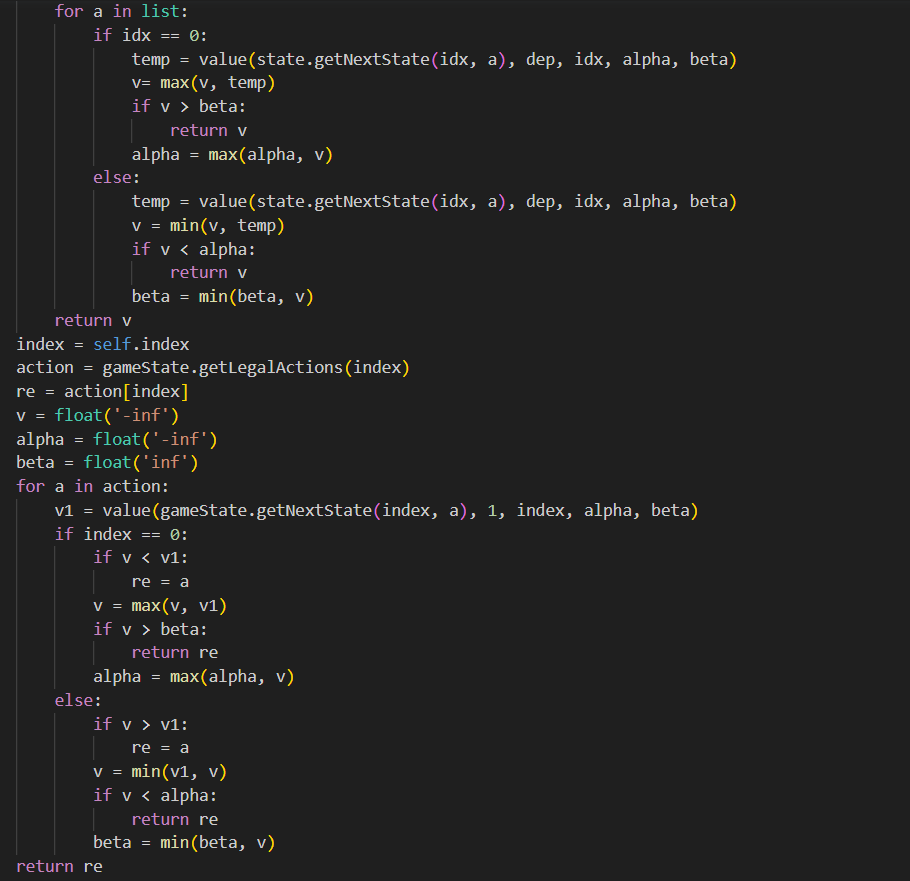 for a in list:
if idx == 0:
temp = value(state.getNextState(idx, a), dep, idx, alpha, beta)
v= max(v, temp)
if v > beta:
return v
alpha = max(alpha, v)
else:
temp = value(state.getNextState(idx, a), dep, idx, alpha, beta)
v = min(v, temp)
if v < alpha:
return v
beta = min(beta, v)
return v
index = self.index
action = gameState.getLegalActions(index)
re = action[index]
v = float('-inf')
alpha = float('-inf')
beta = float('inf')
for a in action:
v1 = value(gameState.getNextState(index, a), 1, index, alpha, beta)
if index == 0:
if v < v1:
re = a
v = max(v, v1)
if v > beta:
return re
alpha = max(alpha, v)
else:
if v > v1:
re = a
v = min(v1, v)
if v < alpha:
return re
beta = min(beta, v)
return re